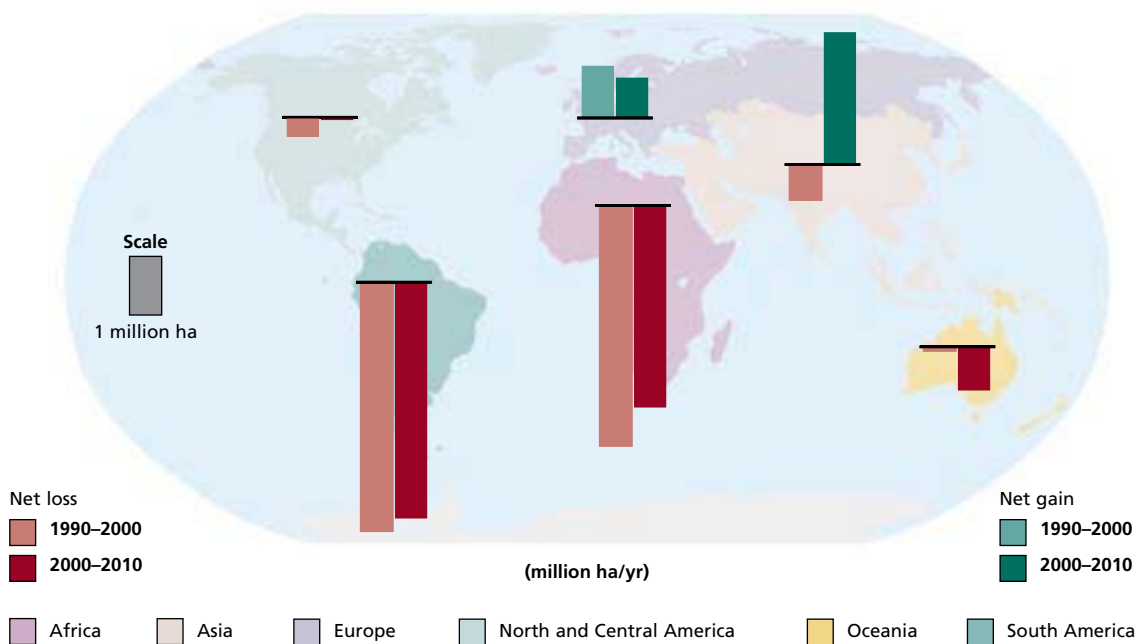 Scale
1 million ha
Net loss
1990–2000
2000–2010
(million ha/yr)
Net gain
1990–2000
2000–2010
Africa
Asia
Europe
North and Central America
Oceania
South America